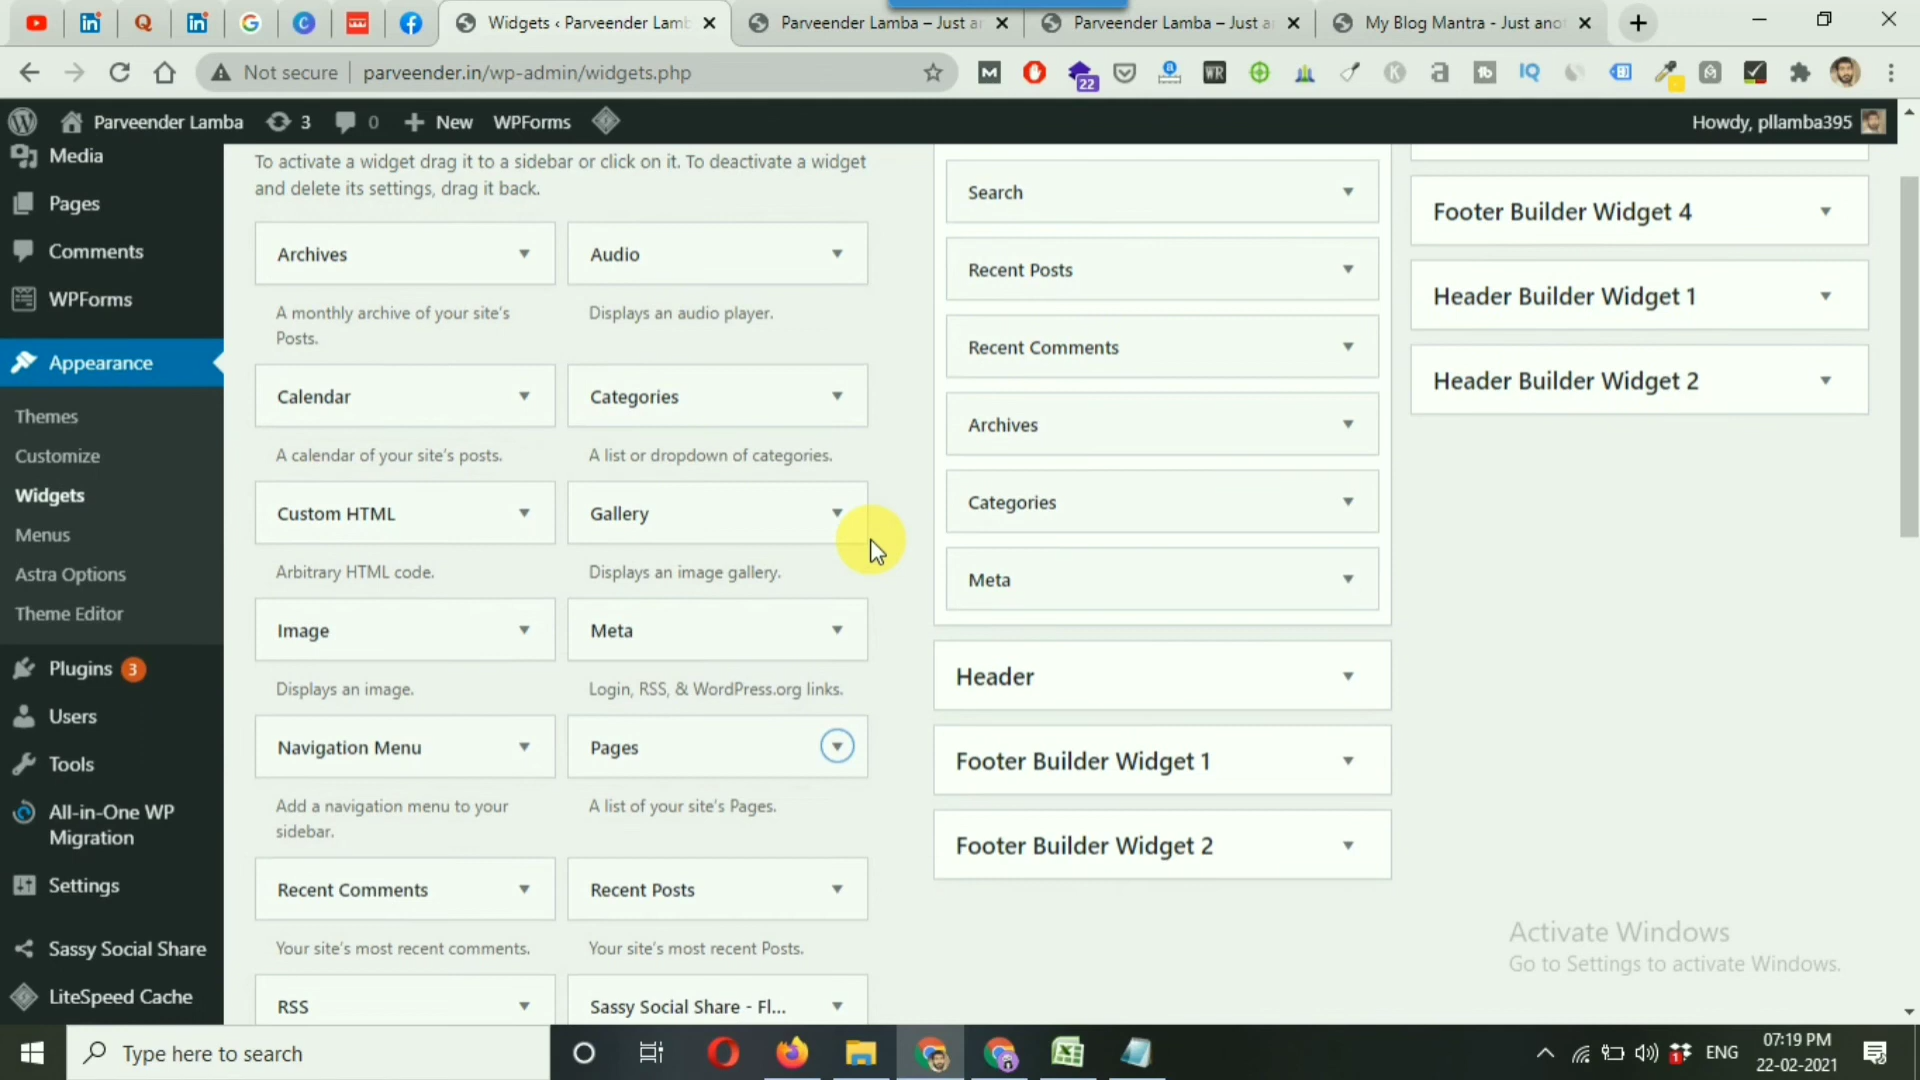 Widgets ‹ Parveender Lamb
Parveender Lamba – Just a
Parveender Lamba – Just a
My Blog Mantra - Just ano
Not secure
parveender.in/wp-admin/widgets.php
22
Parveender Lamba
3
0
New
WPForms
Howdy, pllamba395
Media
Pages
Comments
WPForms
Appearance
Themes
Customize
Widgets
Menus
Astra Options
Theme Editor
Plugins 3
Users
Tools
All-in-One WP
Migration
Settings
Sassy Social Share
LiteSpeed Cache
To activate a widget drag it to a sidebar or click on it. To deactivate a widget
and delete its settings, drag it back.
Archives
Audio
A monthly archive of your site's
Posts.
Displays an audio player.
Calendar
Categories
A calendar of your site's posts.
A list or dropdown of categories.
Custom HTML
Gallery
Arbitrary HTML code.
Displays an image gallery.
Image
Meta
Displays an image.
Login, RSS, & WordPress.org links.
Navigation Menu
Pages
Add a navigation menu to your
sidebar.
A list of your site's Pages.
Recent Comments
Recent Posts
Your site's most recent comments.
Your site's most recent Posts.
RSS
Sassy Social Share - Fl...
Search
Recent Posts
Recent Comments
Archives
Categories
Meta
Header
Footer Builder Widget 1
Footer Builder Widget 2
Footer Builder Widget 4
Header Builder Widget 1
Header Builder Widget 2
Activate Windows
Go to Settings to activate Windows.
Type here to search
ENG
07:19 PM
22-02-2021